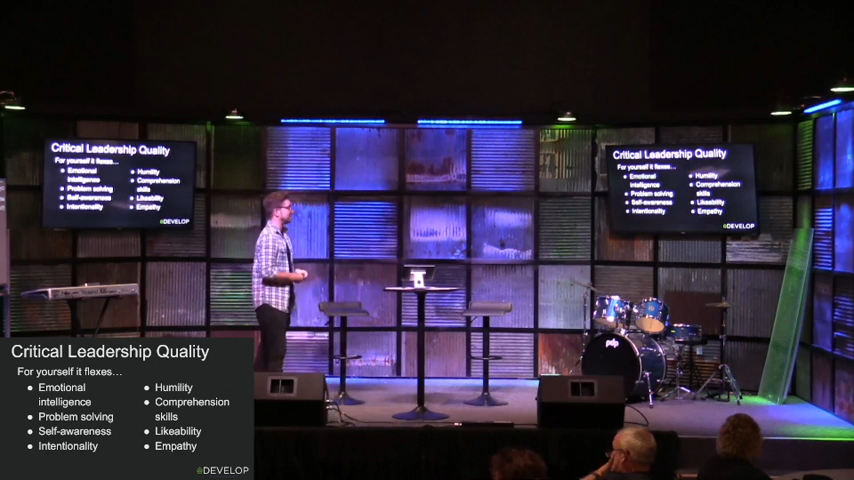 Critical Leadership Quality
For yourself it flexes...
● Emotional
intelligence
● Problem solving
● Self-awareness
● Intentionality
● Humility
● Comprehension
skills
● Likeability
● Empathy
DEVELOP
Critical Leadership Quality
For yourself it flexes...
● Emotional
intelligence
● Problem solving
● Self-awareness
● Intentionality
● Humility
● Comprehension
skills
● Likeability
● Empathy
DEVELOP
pdp
Critical Leadership Quality
For yourself it flexes...
● Emotional
intelligence
● Problem solving
● Self-awareness
● Intentionality
● Humility
● Comprehension
skills
● Likeability
● Empathy
DEVELOP